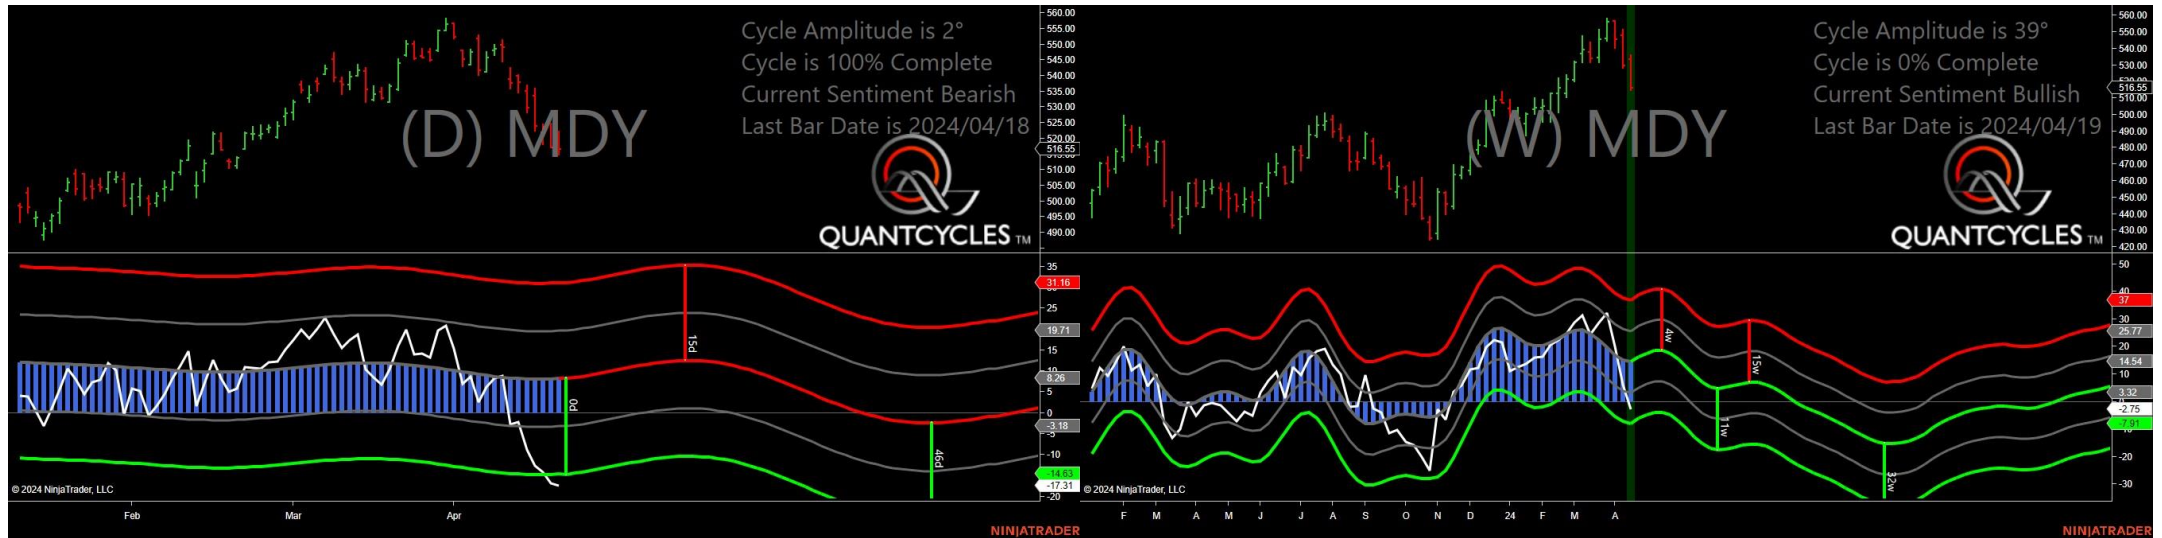 Cycle Amplitude is 2°
Cycle is 100% Complete
Current Sentiment Bearish
Last Bar Date is 2024/04/18
(D) MDY
QUANTCYCLES TM
560.00
555.00
550.00
545.00
540.00
535.00
530.00
525.00
520.00
516.55
510.00
505.00
500.00
495.00
490.00
35
31.16
25
19.71
15
8.26
5
0
-3.18
-5
-10
-14.63
-17.31
-20
15d
0d
46d
© 2024 NinjaTrader, LLC
Feb Mar Apr
NINJATRADER
Cycle Amplitude is 39°
Cycle is 0% Complete
Current Sentiment Bullish
Last Bar Date is 2024/04/19
(W) MDY
QUANTCYCLES TM
560.00
550.00
540.00
530.00
516.55
510.00
500.00
490.00
480.00
470.00
460.00
450.00
440.00
430.00
420.00
50
40
37
30
25.77
20
14.54
10
3.32
-2.75
-7.91
-20
-30
4w
15w
11w
32w
© 2024 NinjaTrader, LLC
F M A M J J A S O N D 24 F M A
NINJATRADER